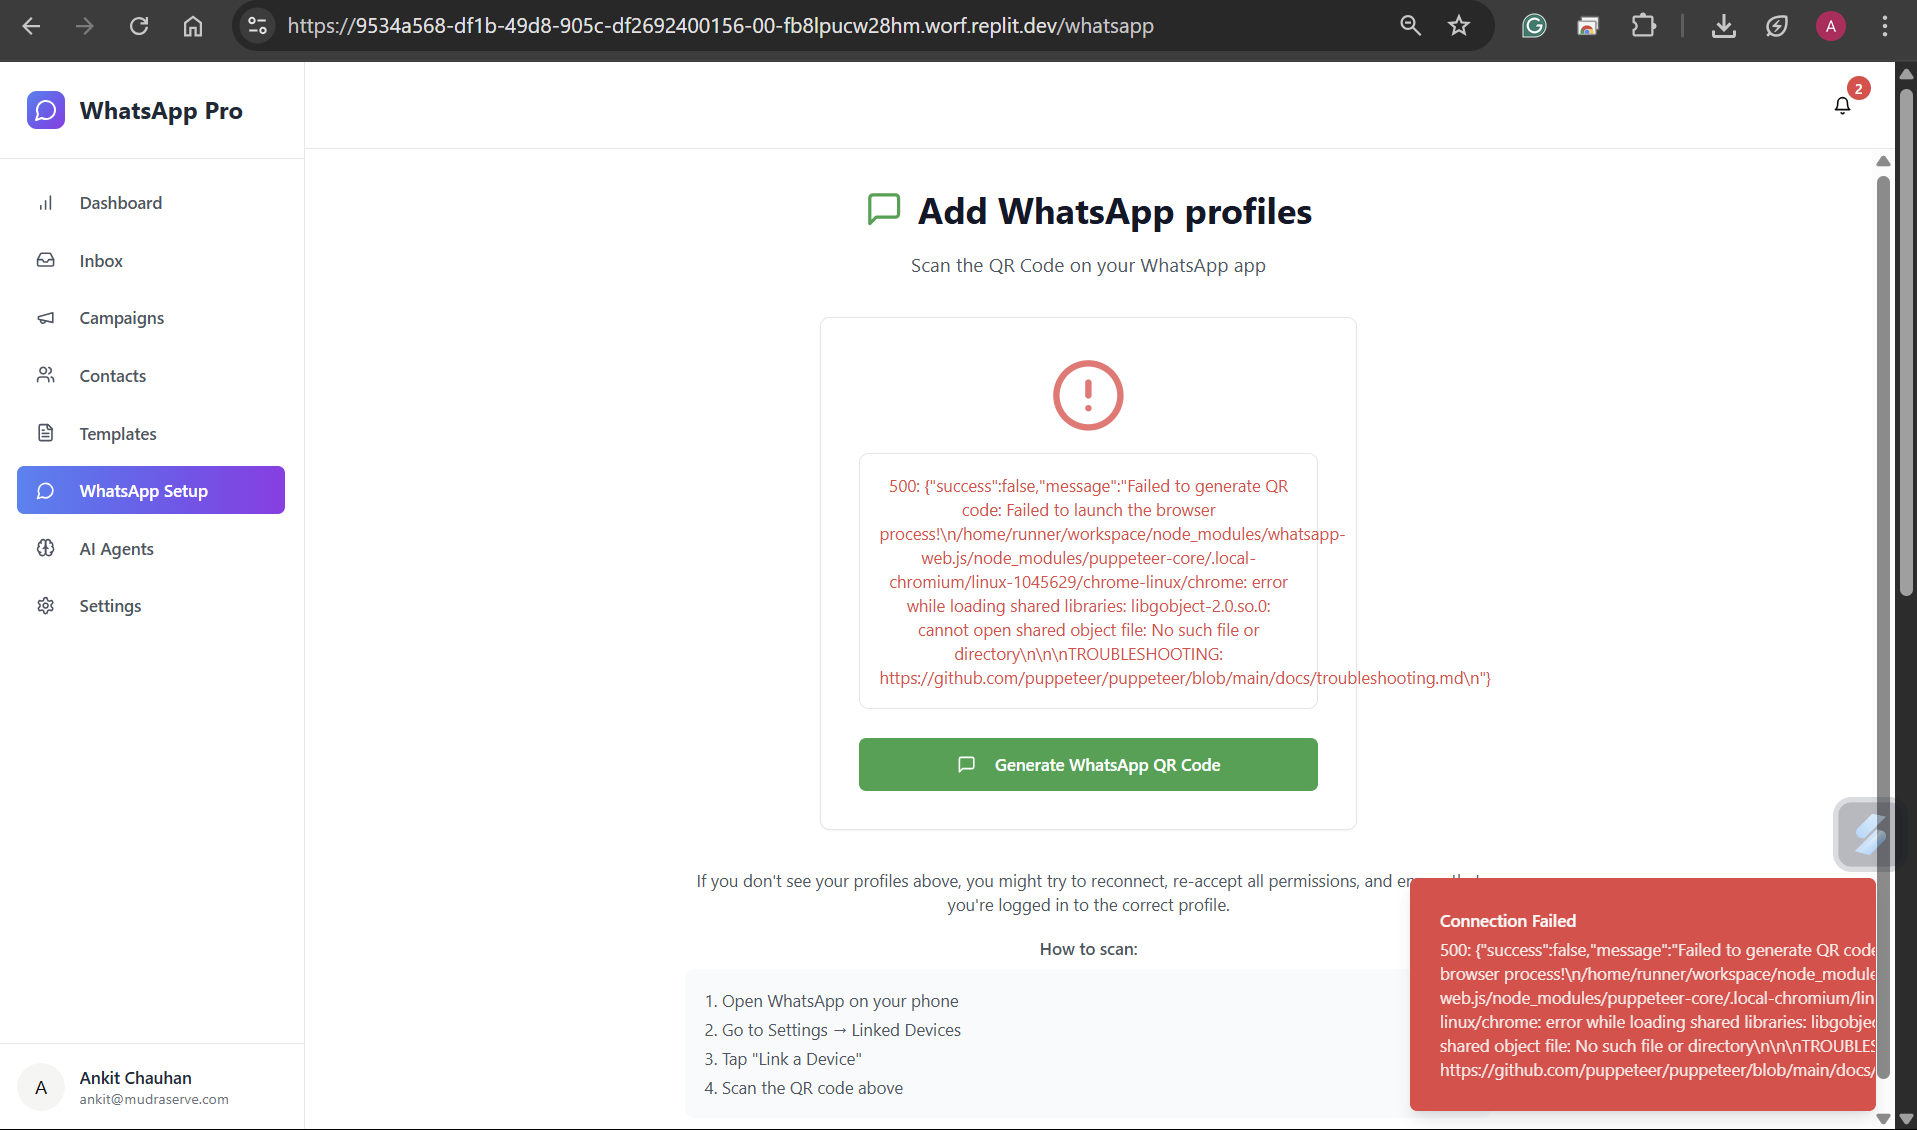 https://9534a568-df1b-49d8-905c-df2692400156-00-fb8lpucw28hm.worf.replit.dev/whatsapp
A
WhatsApp Pro
2
Dashboard
Inbox
Campaigns
Contacts
Templates
WhatsApp Setup
AI Agents
Settings
Ankit Chauhan
A
ankit@mudraserve.com
Add WhatsApp profiles
Scan the QR Code on your WhatsApp app
500: {"success":false,"message":"Failed to generate QR
code: Failed to launch the browser
process!\n/home/runner/workspace/node_modules/whatsapp-
web.js/node_modules/puppeteer-core/.local-
chromium/linux-1045629/chrome-linux/chrome: error
while loading shared libraries: libgobject-2.0.so.0:
cannot open shared object file: No such file or
directory\n\n\nTROUBLESHOOTING:
https://github.com/puppeteer/puppeteer/blob/main/docs/troubleshooting.md\n"}
Generate WhatsApp QR Code
If you don't see your profiles above, you might try to reconnect, re-accept all permissions, and
you're logged in to the correct profile.
How to scan:
1. Open WhatsApp on your phone
2. Go to Settings → Linked Devices
3. Tap "Link a Device"
4. Scan the QR code above
Connection Failed
500: {"success":false,"message":"Failed to generate QR code
browser process!\n/home/runner/workspace/node_module
web.js/node_modules/puppeteer-core/.local-chromium/lin
linux/chrome: error while loading shared libraries: libgobjec
shared object file: No such file or directory\n\n\nTROUBLES
https://github.com/puppeteer/puppeteer/blob/main/docs/